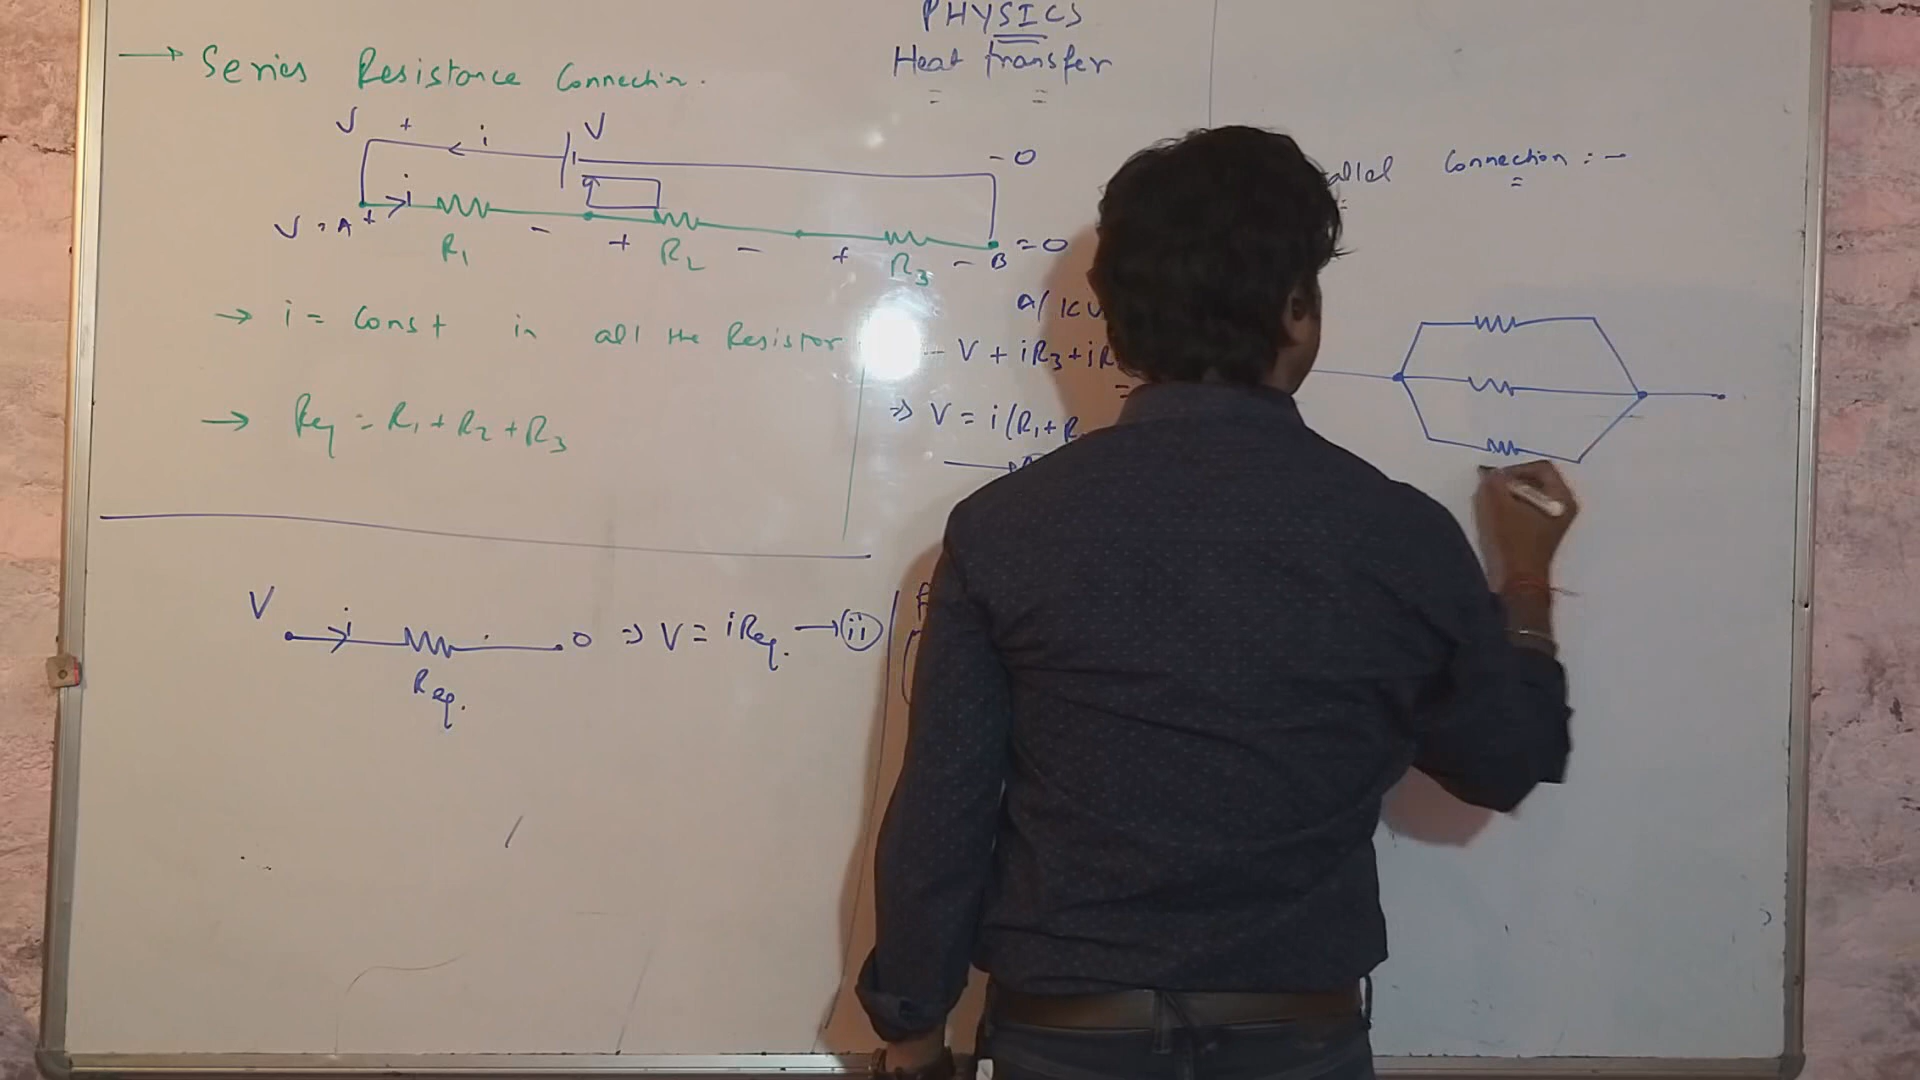 PHYSICS
Heat transfer
→ Series Resistance Connection.
V + i V - 0
V = A + i - + - + - B = 0
R1 R2 R3
→ i = Const in all the Resistor
→ Req = R1 + R2 + R3
- V + iR3 + iR
⇒ V = i(R1 + R
V i 0 ⇒ V = iReq. → (ii)
Req.
Connection : -